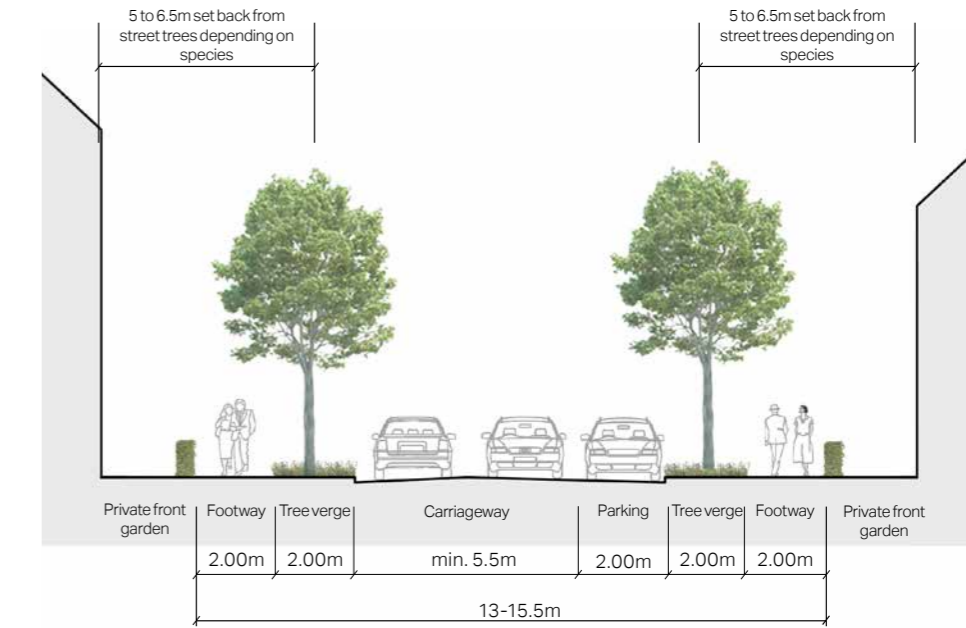 5 to 6.5m set back from
street trees depending on
species
5 to 6.5m set back from
street trees depending on
species
Private front
garden
Footway
Tree verge
Carriageway
Parking
Tree verge
Footway
Private front
garden
2.00m
2.00m
min. 5.5m
2.00m
2.00m
2.00m
13-15.5m